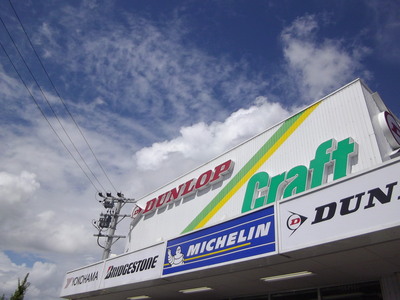 DUNLOP
Craft
YOKOHAMA
BRIDGESTONE
MICHELIN
DUN